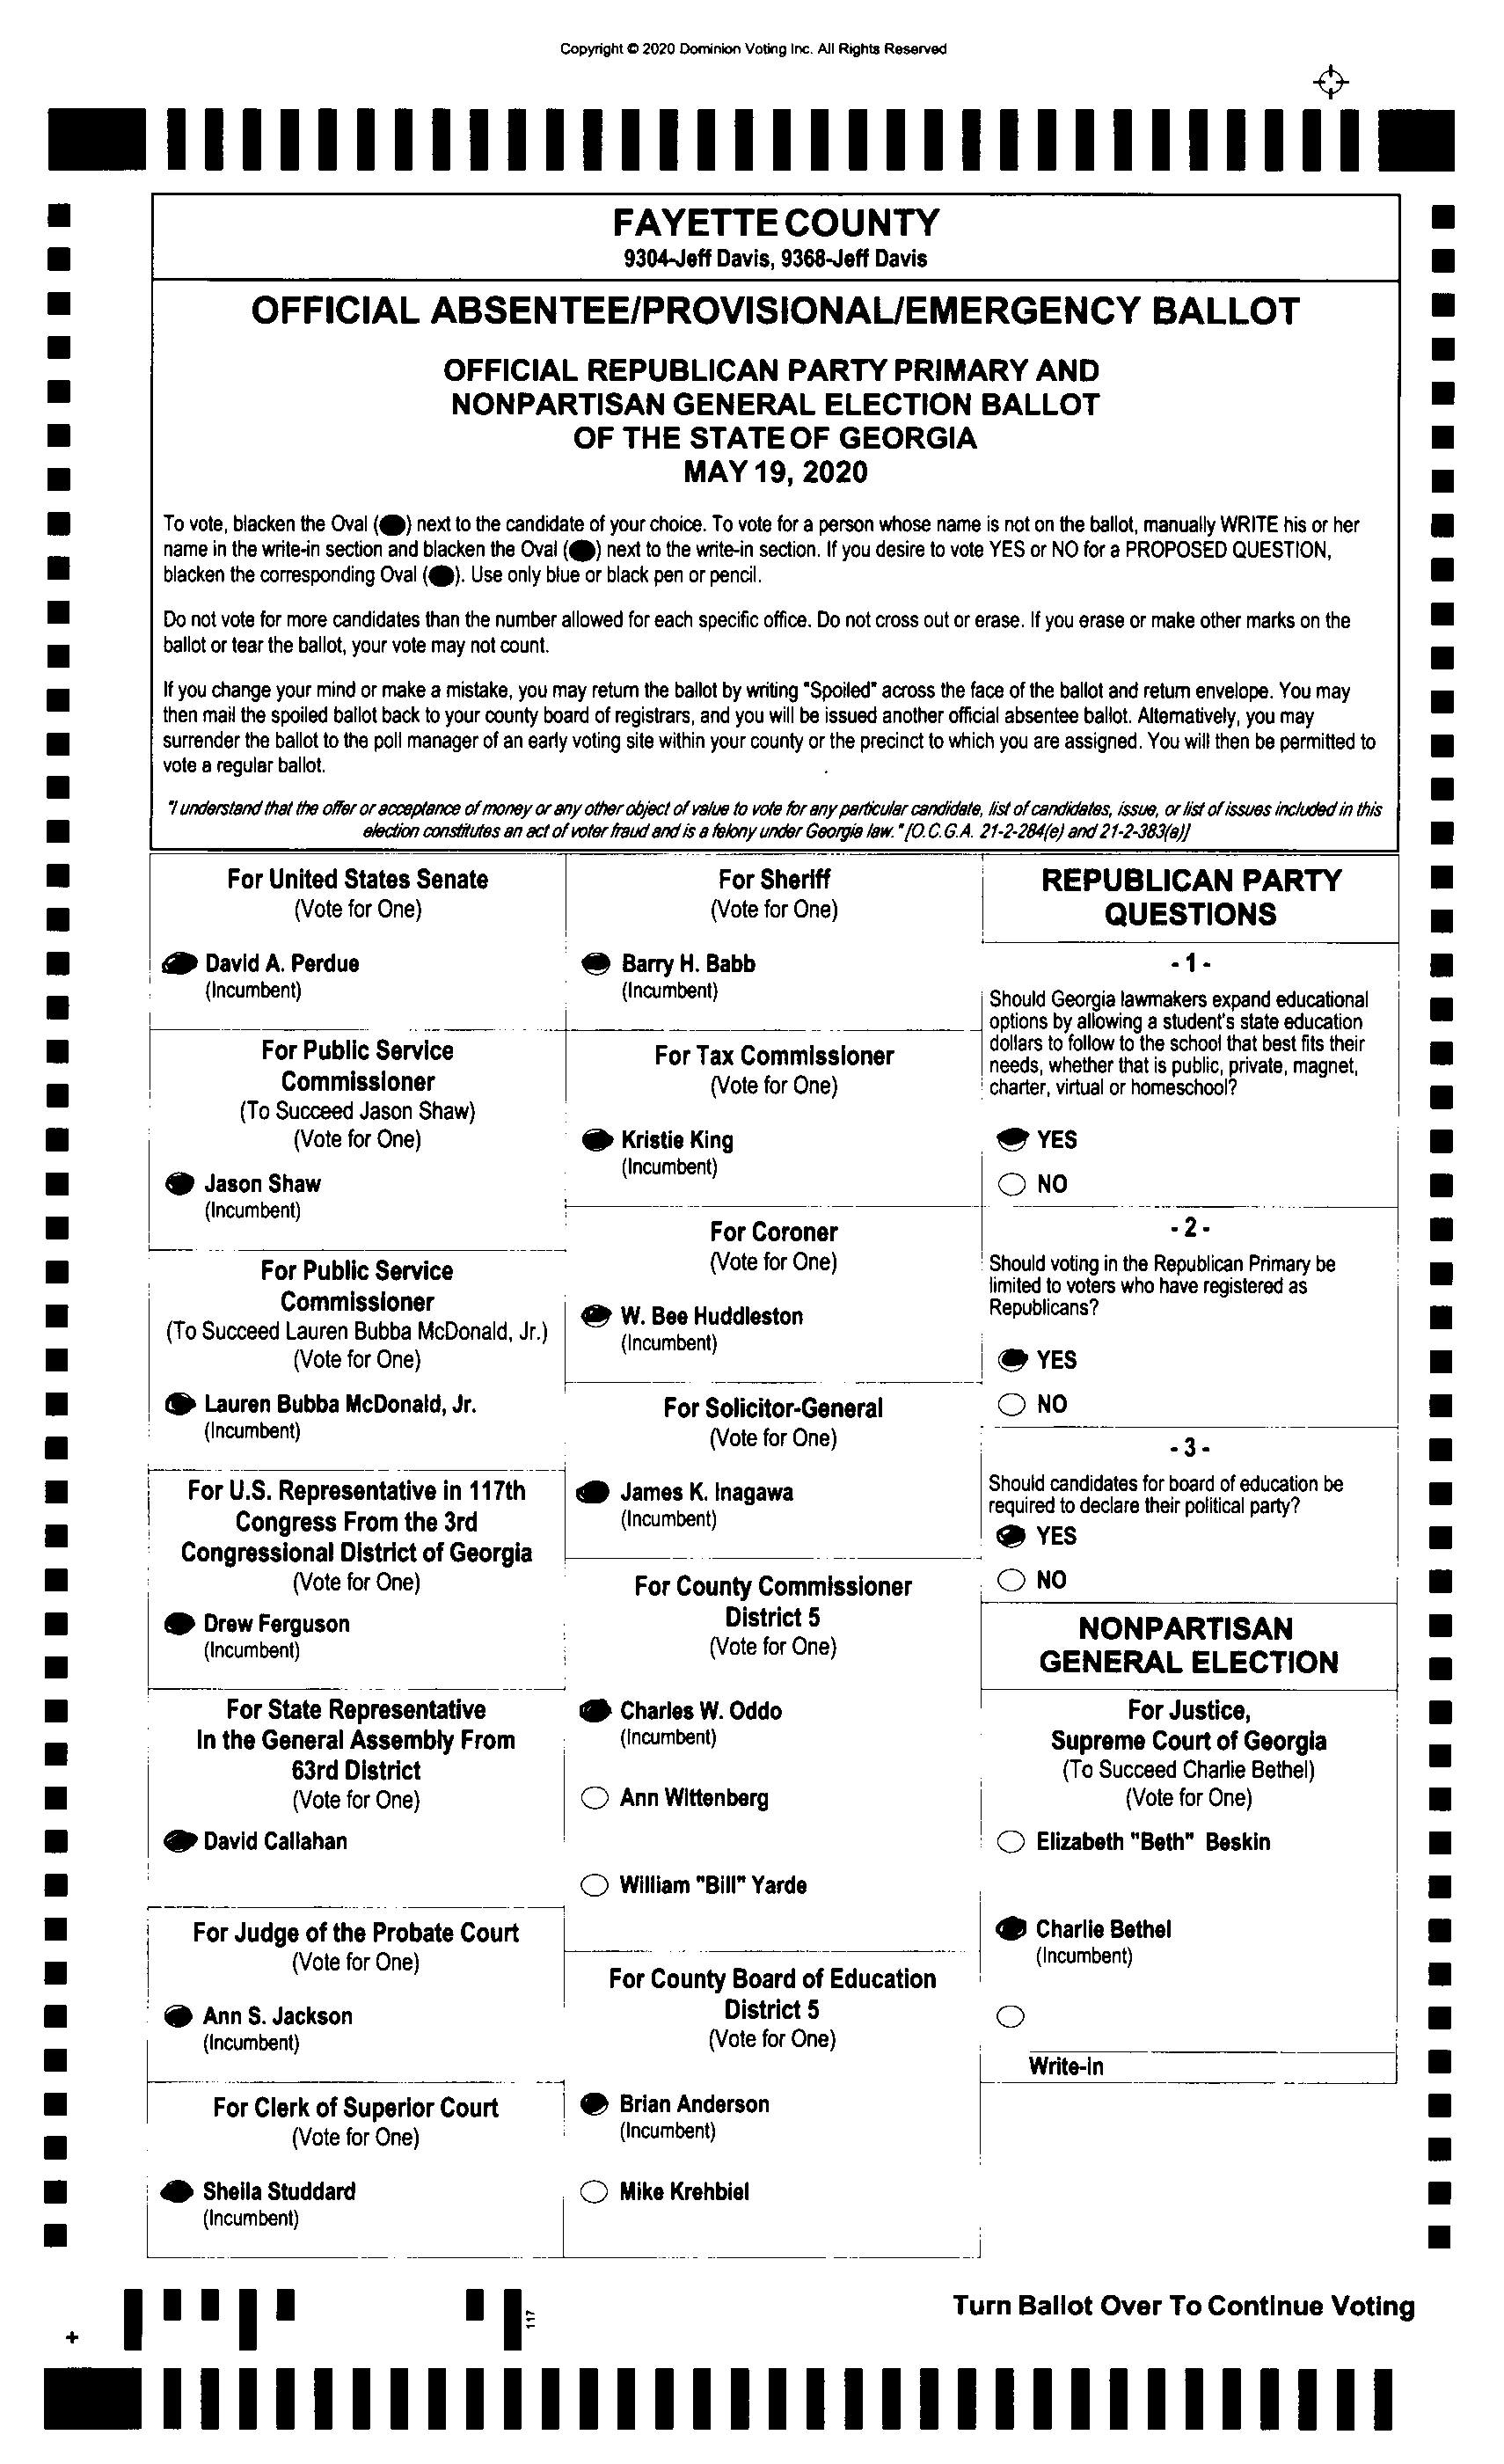 Copyright © 2020 Dominion Voting Inc. All Rights Reserved
FAYETTE COUNTY
9304-Jeff Davis, 9368-Jeff Davis
OFFICIAL ABSENTEE/PROVISIONAL/EMERGENCY BALLOT
OFFICIAL REPUBLICAN PARTY PRIMARY AND
NONPARTISAN GENERAL ELECTION BALLOT
OF THE STATE OF GEORGIA
MAY 19, 2020
To vote, blacken the Oval ( ) next to the candidate of your choice. To vote for a person whose name is not on the ballot, manually WRITE his or her
name in the write-in section and blacken the Oval ( ) next to the write-in section. If you desire to vote YES or NO for a PROPOSED QUESTION,
blacken the corresponding Oval ( ). Use only blue or black pen or pencil.
Do not vote for more candidates than the number allowed for each specific office. Do not cross out or erase. If you erase or make other marks on the
ballot or tear the ballot, your vote may not count.
If you change your mind or make a mistake, you may return the ballot by writing "Spoiled" across the face of the ballot and return envelope. You may
then mail the spoiled ballot back to your county board of registrars, and you will be issued another official absentee ballot. Alternatively, you may
surrender the ballot to the poll manager of an early voting site within your county or the precinct to which you are assigned. You will then be permitted to
vote a regular ballot.
"I understand that the offer or acceptance of money or any other object of value to vote for any particular candidate, list of candidates, issue, or list of issues included in this
election constitutes an act of voter fraud and is a felony under Georgia law." [O.C.G.A. 21-2-284(e) and 21-2-383(a)]
For United States Senate
(Vote for One)
David A. Perdue
(Incumbent)
For Public Service
Commissioner
(To Succeed Jason Shaw)
(Vote for One)
Jason Shaw
(Incumbent)
For Public Service
Commissioner
(To Succeed Lauren Bubba McDonald, Jr.)
(Vote for One)
Lauren Bubba McDonald, Jr.
(Incumbent)
For U.S. Representative in 117th
Congress From the 3rd
Congressional District of Georgia
(Vote for One)
Drew Ferguson
(Incumbent)
For State Representative
In the General Assembly From
63rd District
(Vote for One)
David Callahan
For Judge of the Probate Court
(Vote for One)
Ann S. Jackson
(Incumbent)
For Clerk of Superior Court
(Vote for One)
Sheila Studdard
(Incumbent)
For Sheriff
(Vote for One)
Barry H. Babb
(Incumbent)
For Tax Commissioner
(Vote for One)
Kristie King
(Incumbent)
For Coroner
(Vote for One)
W. Bee Huddleston
(Incumbent)
For Solicitor-General
(Vote for One)
James K. Inagawa
(Incumbent)
For County Commissioner
District 5
(Vote for One)
Charles W. Oddo
(Incumbent)
Ann Wittenberg
William "Bill" Yarde
For County Board of Education
District 5
(Vote for One)
Brian Anderson
(Incumbent)
Mike Krehbiel
REPUBLICAN PARTY
QUESTIONS
- 1 -
Should Georgia lawmakers expand educational
options by allowing a student's state education
dollars to follow to the school that best fits their
needs, whether that is public, private, magnet,
charter, virtual or homeschool?
YES
NO
- 2 -
Should voting in the Republican Primary be
limited to voters who have registered as
Republicans?
YES
NO
- 3 -
Should candidates for board of education be
required to declare their political party?
YES
NO
NONPARTISAN
GENERAL ELECTION
For Justice,
Supreme Court of Georgia
(To Succeed Charlie Bethel)
(Vote for One)
Elizabeth "Beth" Beskin
Charlie Bethel
(Incumbent)
Write-in
117
Turn Ballot Over To Continue Voting